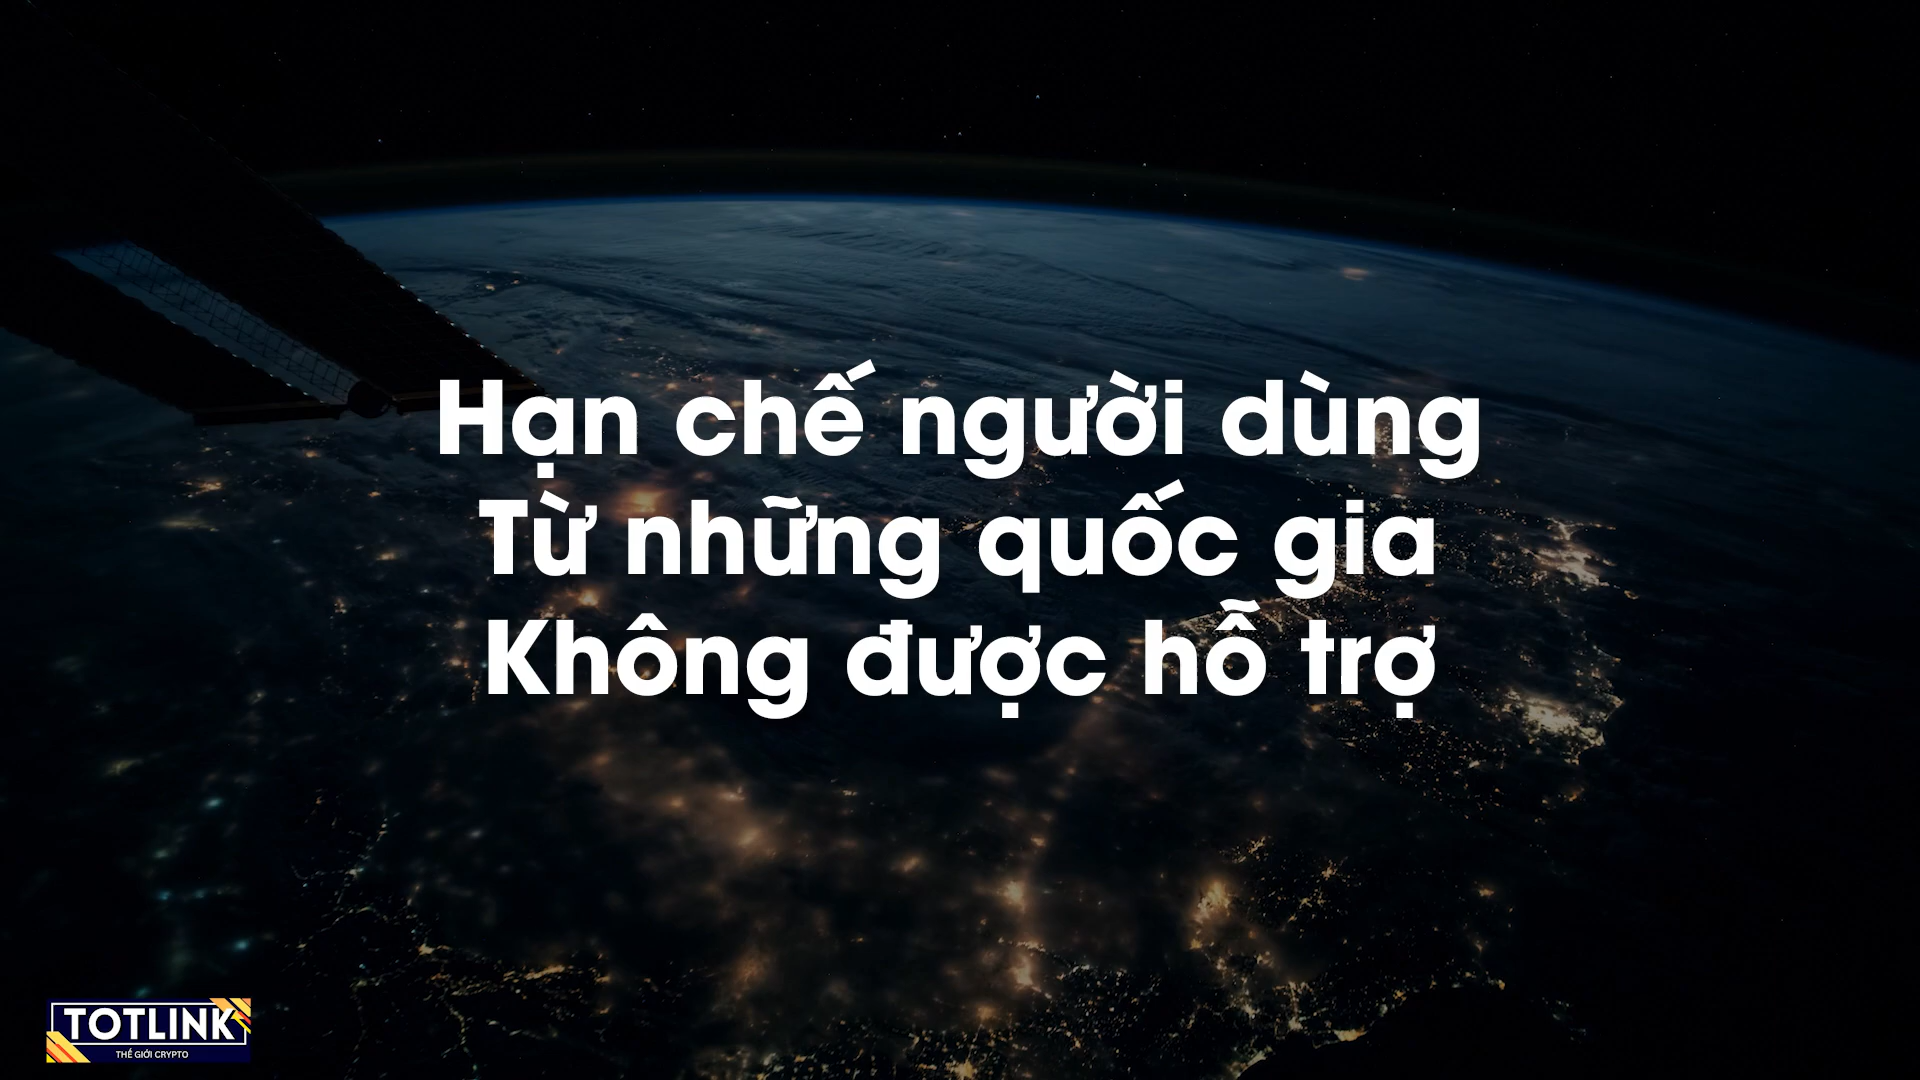 Hạn chế người dùng
Từ những quốc gia
Không được hỗ trợ
TOTLINK
THẾ GIỚI CRYPTO